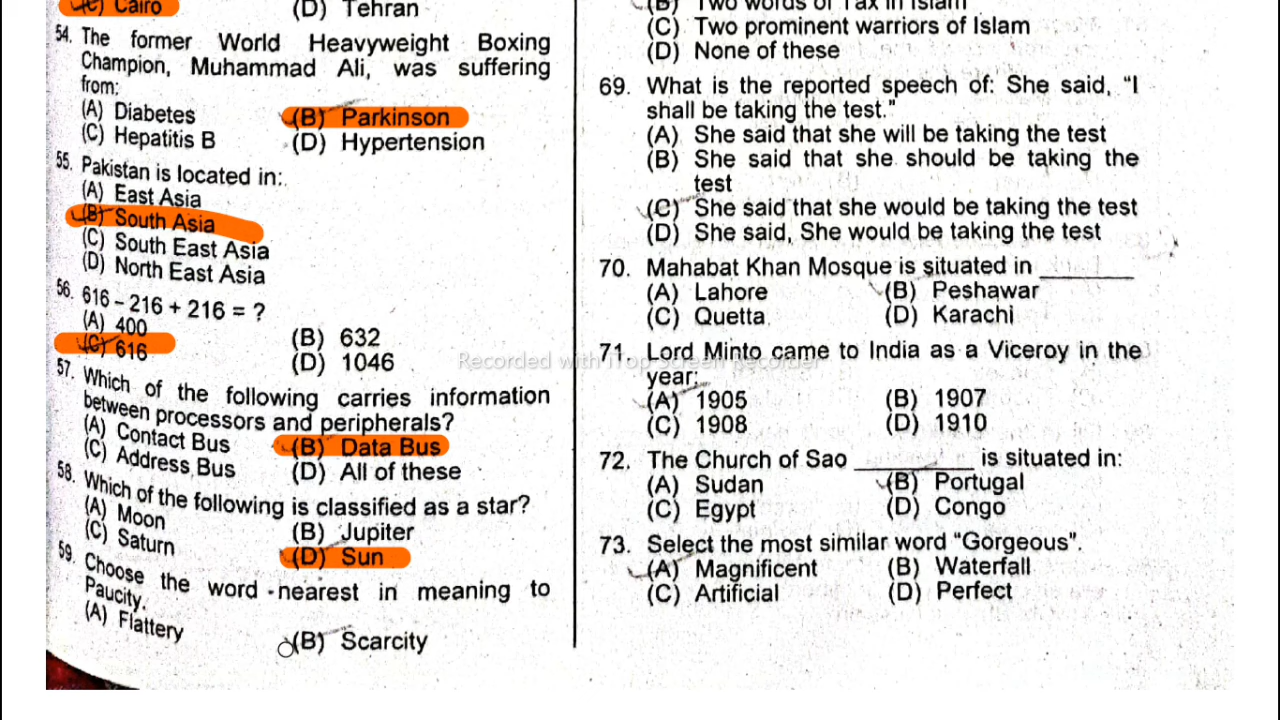 (C) Cairo
(D) Tehran
54. The former World Heavyweight Boxing
Champion, Muhammad Ali, was suffering
from:
(A) Diabetes
(B) Parkinson
(C) Hepatitis B
(D) Hypertension
55. Pakistan is located in:
(A) East Asia
(B) South Asia
(C) South East Asia
(D) North East Asia
56. 616 – 216 + 216 = ?
(A) 400
(B) 632
(C) 616
(D) 1046
57. Which of the following carries information
between processors and peripherals?
(A) Contact Bus
(B) Data Bus
(C) Address Bus
(D) All of these
58. Which of the following is classified as a star?
(A) Moon
(B) Jupiter
(C) Saturn
(D) Sun
59. Choose the word nearest in meaning to
Paucity.
(A) Flattery
(B) Scarcity
(B) Two words of Tax in Islam
(C) Two prominent warriors of Islam
(D) None of these
69. What is the reported speech of: She said, "I
shall be taking the test."
(A) She said that she will be taking the test
(B) She said that she should be taking the
test
(C) She said that she would be taking the test
(D) She said, She would be taking the test
70. Mahabat Khan Mosque is situated in _______
(A) Lahore
(B) Peshawar
(C) Quetta
(D) Karachi
71. Lord Minto came to India as a Viceroy in the
year:
(A) 1905
(B) 1907
(C) 1908
(D) 1910
72. The Church of Sao _________ is situated in:
(A) Sudan
(B) Portugal
(C) Egypt
(D) Congo
73. Select the most similar word "Gorgeous".
(A) Magnificent
(B) Waterfall
(C) Artificial
(D) Perfect
Recorded with iTop Screen Recorder